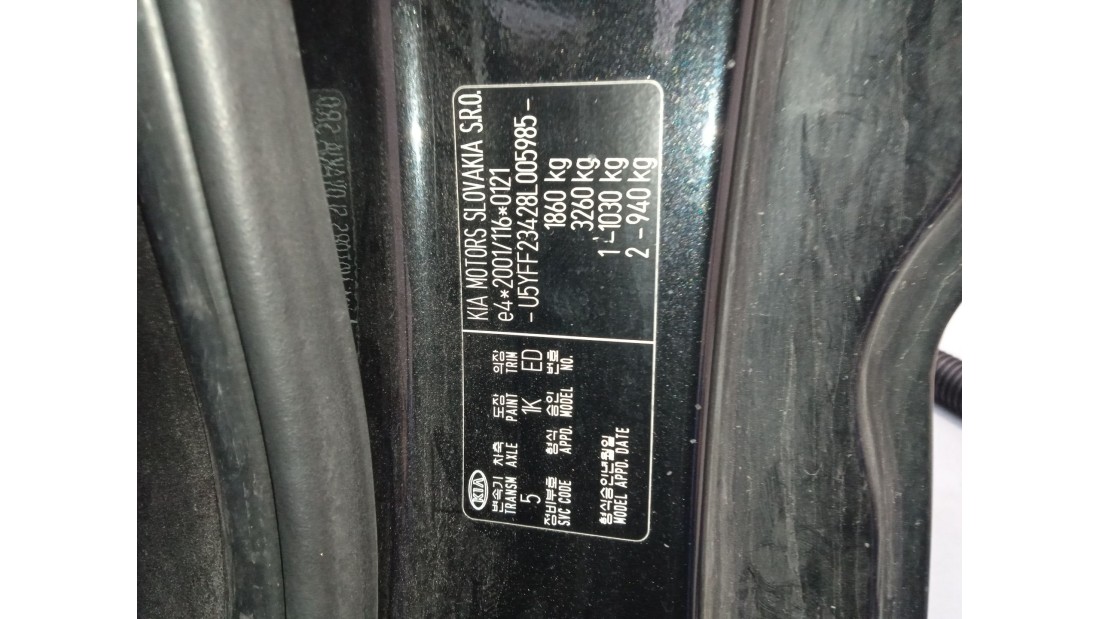 KIA MOTORS SLOVAKIA S.R.O.
e4*2001/116*0121
- U5YFF23428L005985 -
1860 kg
3260 kg
1 - 1030 kg
2 - 940 kg
KIA
변속기 차축 도장 의장
TRANSM AXLE PAINT TRIM
5 1K ED
정비부호 형식 승인 번호
SVC CODE APPD. MODEL NO.
형식승인년월일
MODEL APPD. DATE